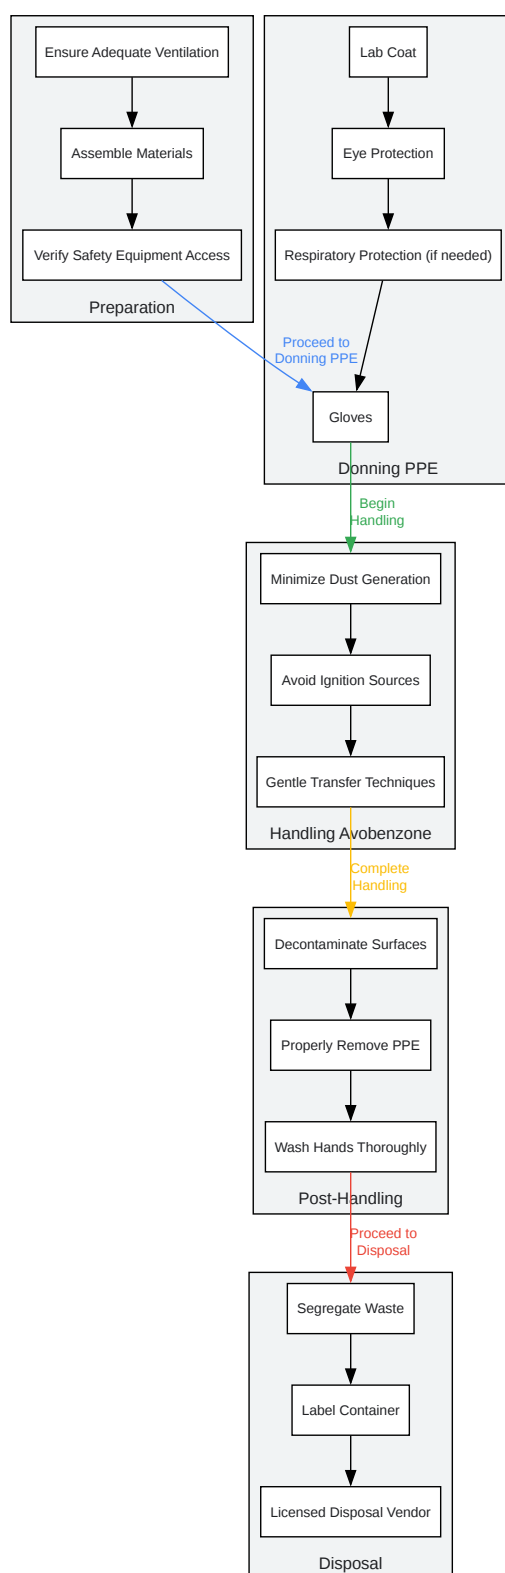 Ensure Adequate Ventilation
Assemble Materials
Verify Safety Equipment Access
Preparation
Lab Coat
Eye Protection
Respiratory Protection (if needed)
Proceed to
Donning PPE
Gloves
Donning PPE
Begin
Handling
Minimize Dust Generation
Avoid Ignition Sources
Gentle Transfer Techniques
Handling Avobenzone
Complete
Handling
Decontaminate Surfaces
Properly Remove PPE
Wash Hands Thoroughly
Post-Handling
Proceed to
Disposal
Segregate Waste
Label Container
Licensed Disposal Vendor
Disposal